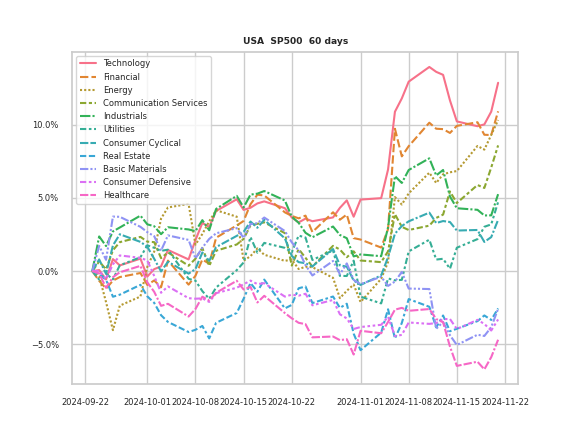 USA SP500 60 days
Technology
Financial
Energy
Communication Services
Industrials
Utilities
Consumer Cyclical
Real Estate
Basic Materials
Consumer Defensive
Healthcare
10.0%
5.0%
0.0%
−5.0%
2024-09-22 2024-10-01 2024-10-08 2024-10-15 2024-10-22 2024-11-01 2024-11-08 2024-11-15 2024-11-22